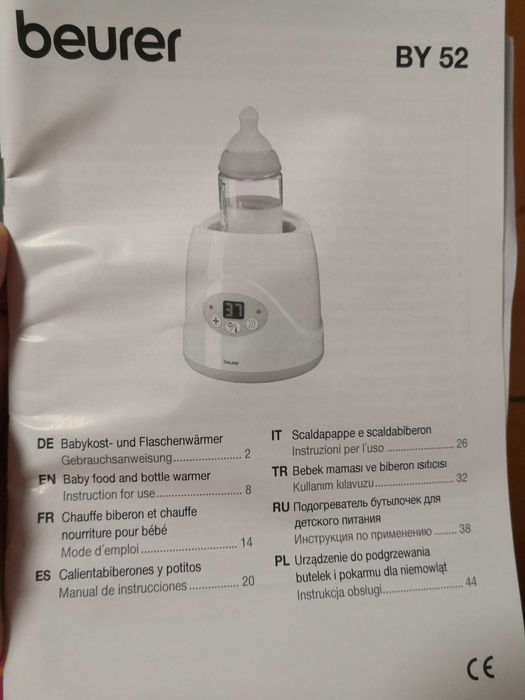 beurer
BY 52
37
beurer
DE Babykost- und Flaschenwärmer
Gebrauchsanweisung.................. 2
EN Baby food and bottle warmer
Instruction for use...................... 8
FR Chauffe biberon et chauffe
nourriture pour bébé
Mode d'emploi......................... 14
ES Calientabiberones y potitos
Manual de instrucciones ............. 20
IT Scaldapappe e scaldabiberon
Instruzioni per l'uso .................... 26
TR Bebek maması ve biberon ısıtıcısı
Kullanım kılavuzu........................ 32
RU Подогреватель бутылочек для
детского питания
Инструкция по применению ....... 38
PL Urządzenie do podgrzewania
butelek i pokarmu dla niemowląt
Instrukcja obsługi........................ 44
CE